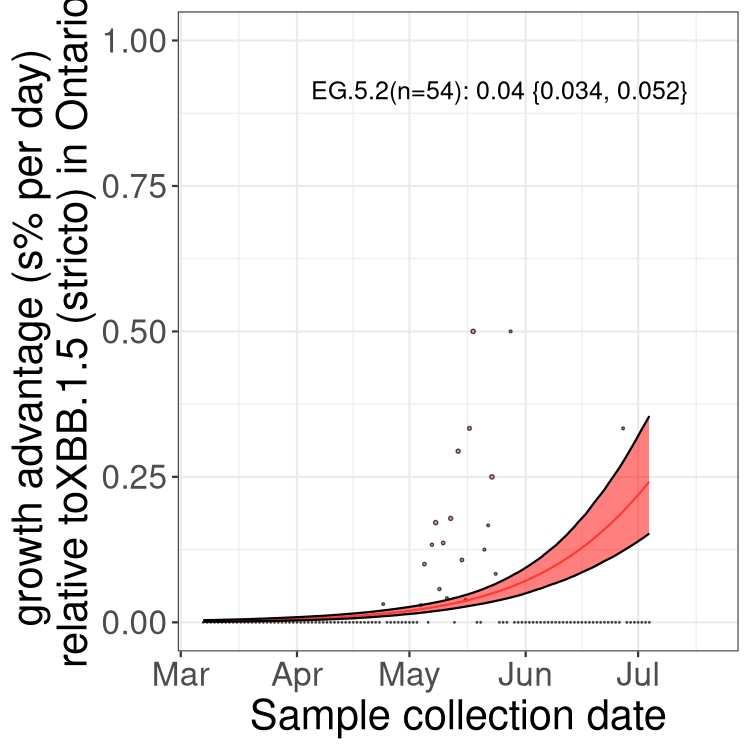 growth advantage (s% per day)
relative toXBB.1.5 (stricto) in Ontario
1.00
0.75
0.50
0.25
0.00
EG.5.2(n=54): 0.04 {0.034, 0.052}
Mar Apr May Jun Jul
Sample collection date